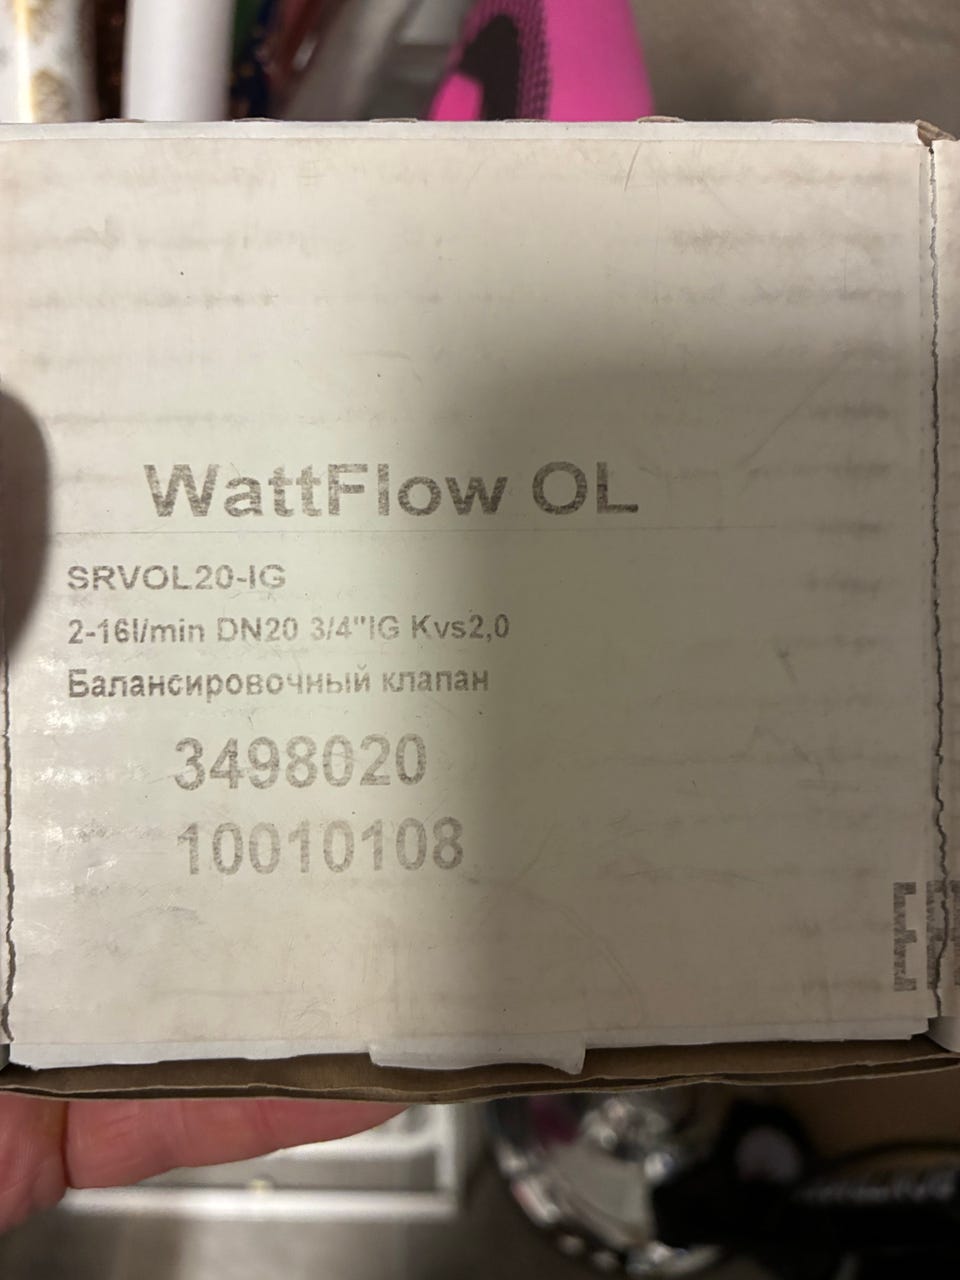 WattFlow OL
SRVOL20-IG
2-16l/min DN20 3/4"IG Kvs2,0
Балансировочный клапан
3498020
10010108